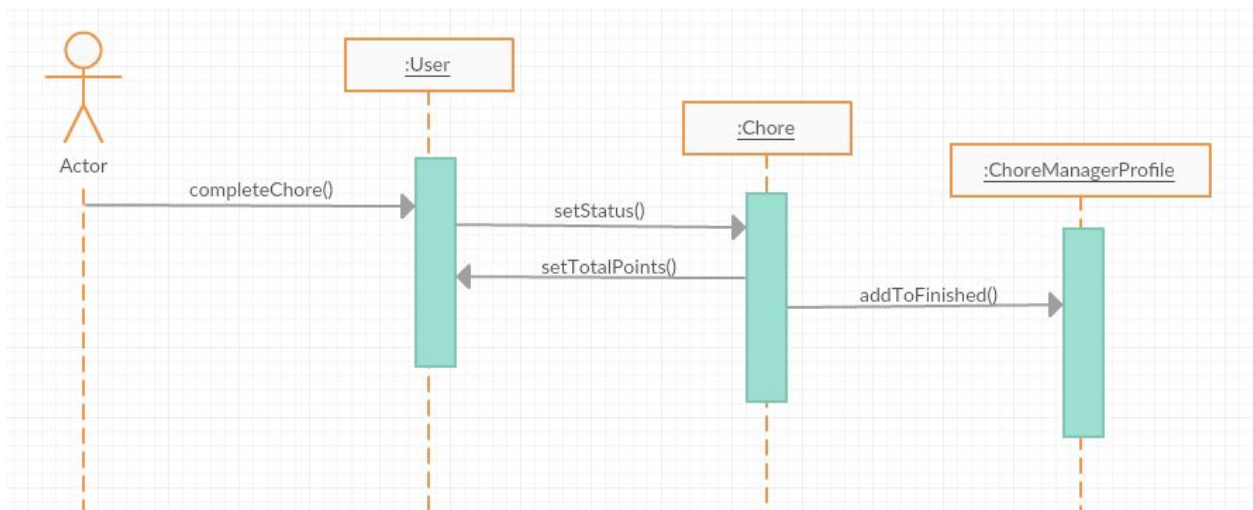 :User
:Chore
Actor
:ChoreManagerProfile
completeChore()
setStatus()
setTotalPoints()
addToFinished()